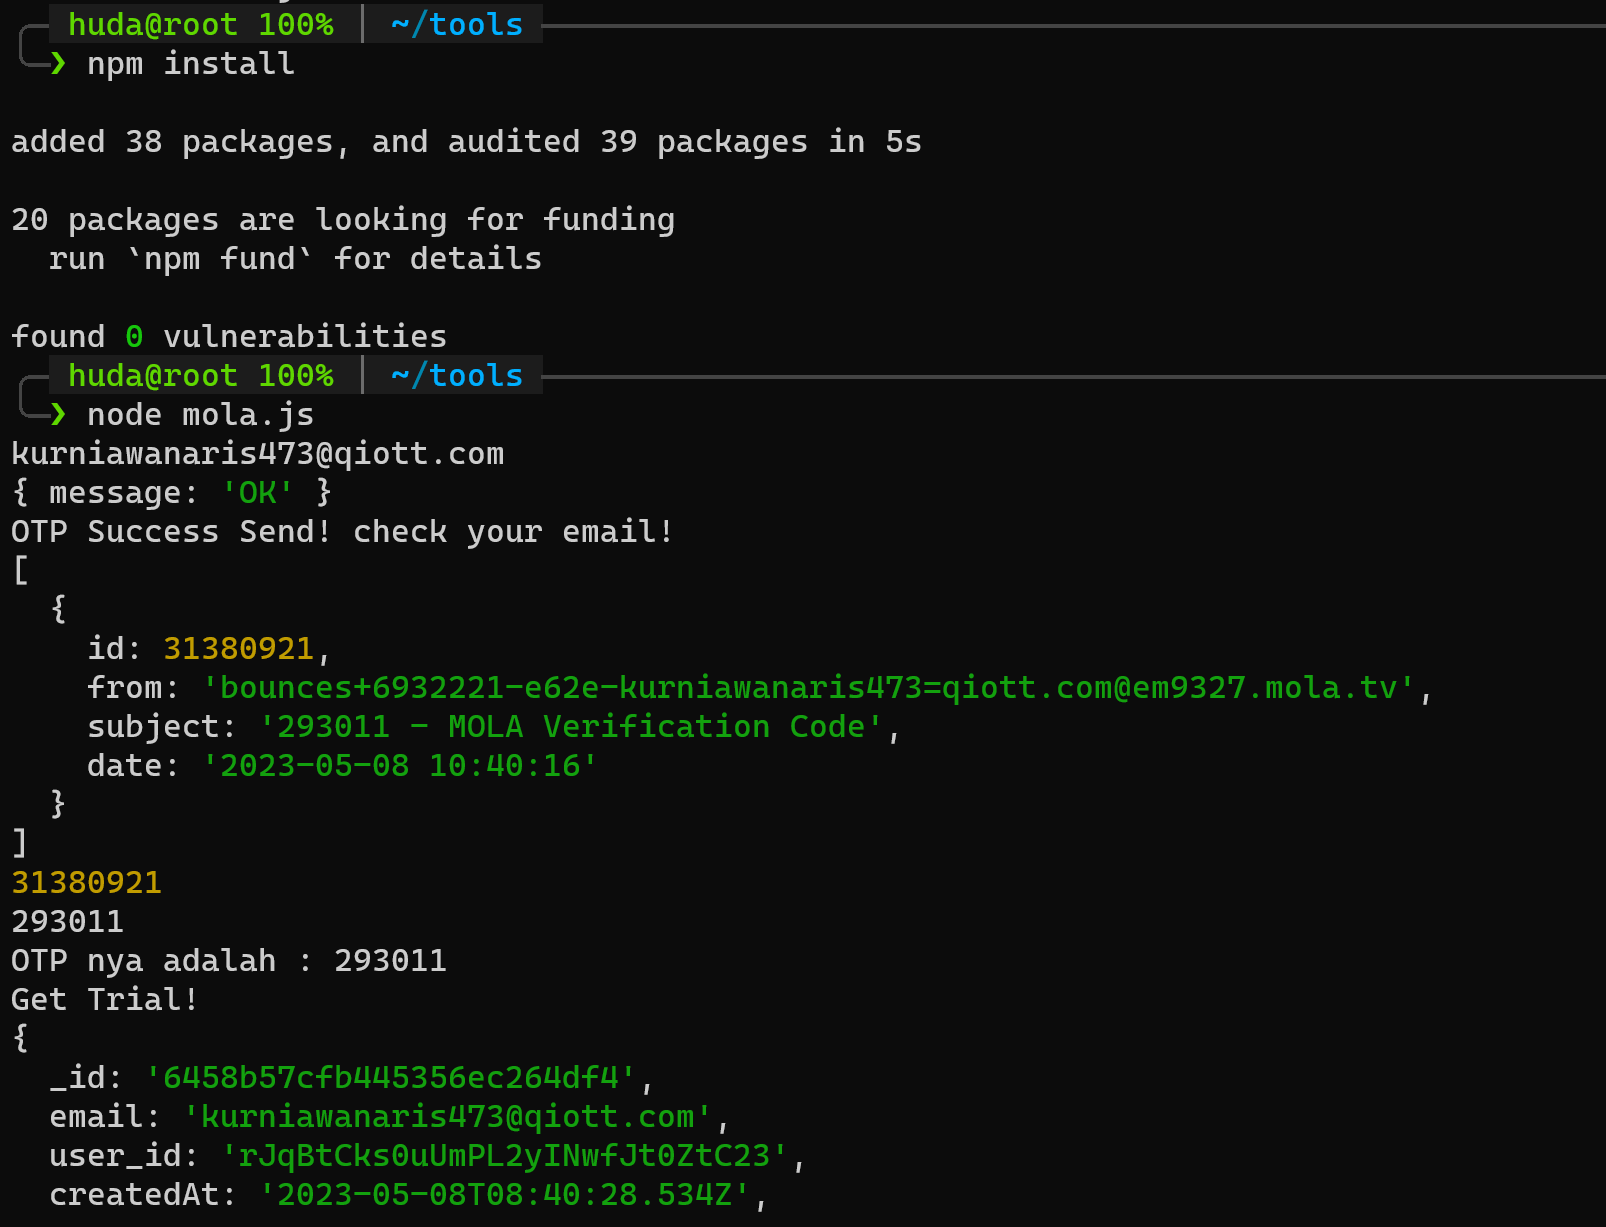 huda@root 100% | ~/tools
❯ npm install
added 38 packages, and audited 39 packages in 5s
20 packages are looking for funding
  run `npm fund` for details
found 0 vulnerabilities
huda@root 100% | ~/tools
❯ node mola.js
kurniawanaris473@qiott.com
{ message: 'OK' }
OTP Success Send! check your email!
[
  {
    id: 31380921,
    from: 'bounces+6932221-e62e-kurniawanaris473=qiott.com@em9327.mola.tv',
    subject: '293011 - MOLA Verification Code',
    date: '2023-05-08 10:40:16'
  }
]
31380921
293011
OTP nya adalah : 293011
Get Trial!
{
  _id: '6458b57cfb445356ec264df4',
  email: 'kurniawanaris473@qiott.com',
  user_id: 'rJqBtCks0uUmPL2yINwfJt0ZtC23',
  createdAt: '2023-05-08T08:40:28.534Z',